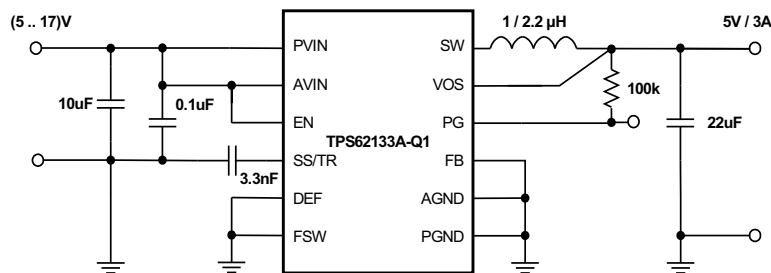 (5 .. 17)V
1 / 2.2 µH
5V / 3A
PVIN
SW
AVIN
VOS
100k
10uF
0.1uF
EN
PG
22uF
TPS62133A-Q1
SS/TR
FB
3.3nF
DEF
AGND
FSW
PGND